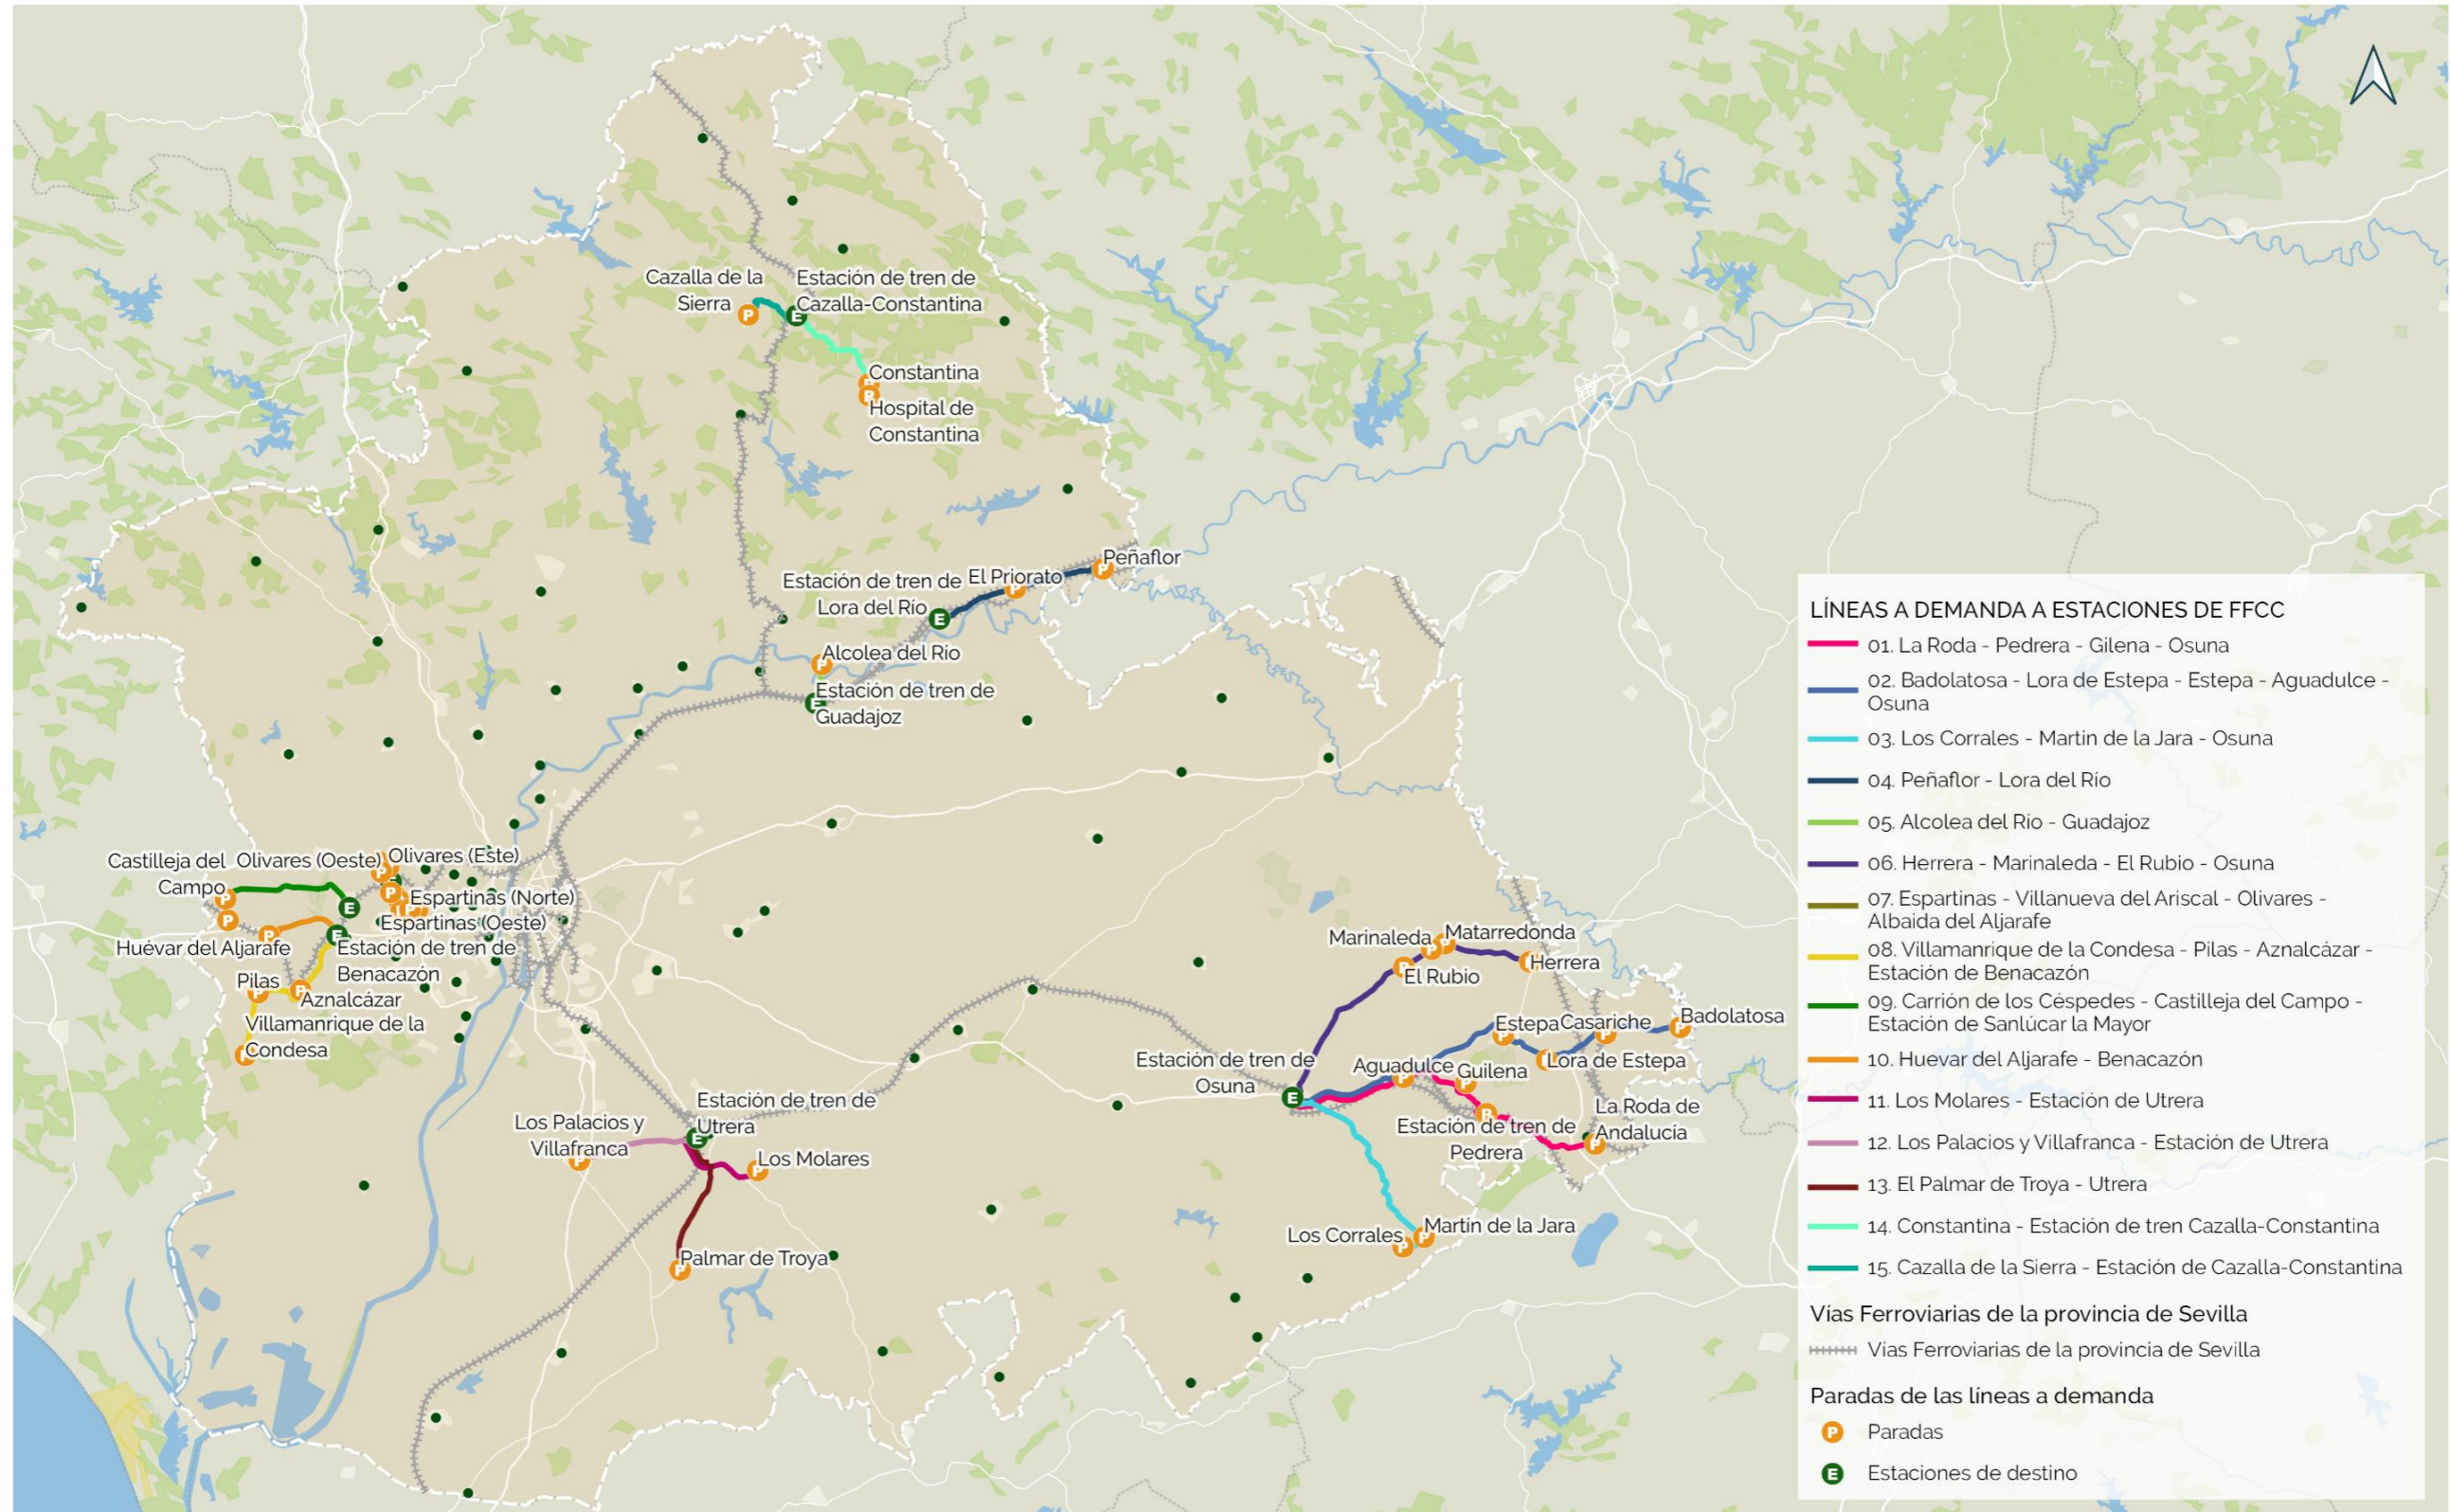 Cazalla de la
Sierra
Estación de tren de
Cazalla-Constantina
Constantina
Hospital de
Constantina
Peñaflor
El Priorato
Estación de tren de
Lora del Río
Alcolea del Río
Estación de tren de
Guadajoz
Castilleja del
Campo
Olivares (Oeste)
Olivares (Este)
Espartinas (Norte)
Espartinas (Oeste)
Huévar del Aljarafe
Estación de tren de
Benacazón
Pilas
Aznalcázar
Villamanrique de la
Condesa
Marinaleda
Matarredonda
El Rubio
Herrera
Estepa
Casariche
Badolatosa
Lora de Estepa
Estación de tren de
Osuna
Aguadulce
Guilena
Estación de tren de
Pedrera
La Roda de
Andalucía
Estación de tren de
Utrera
Los Palacios y
Villafranca
Los Molares
Palmar de Troya
Los Corrales
Martín de la Jara
LÍNEAS A DEMANDA A ESTACIONES DE FFCC
01. La Roda - Pedrera - Gilena - Osuna
02. Badolatosa - Lora de Estepa - Estepa - Aguadulce -
Osuna
03. Los Corrales - Martin de la Jara - Osuna
04. Peñaflor - Lora del Río
05. Alcolea del Río - Guadajoz
06. Herrera - Marinaleda - El Rubio - Osuna
07. Espartinas - Villanueva del Ariscal - Olivares -
Albaida del Aljarafe
08. Villamanrique de la Condesa - Pilas - Aznalcázar -
Estación de Benacazón
09. Carrión de los Céspedes - Castilleja del Campo -
Estación de Sanlúcar la Mayor
10. Huevar del Aljarafe - Benacazón
11. Los Molares - Estación de Utrera
12. Los Palacios y Villafranca - Estación de Utrera
13. El Palmar de Troya - Utrera
14. Constantina - Estación de tren Cazalla-Constantina
15. Cazalla de la Sierra - Estación de Cazalla-Constantina
Vías Ferroviarias de la provincia de Sevilla
Vías Ferroviarias de la provincia de Sevilla
Paradas de las líneas a demanda
P Paradas
E Estaciones de destino